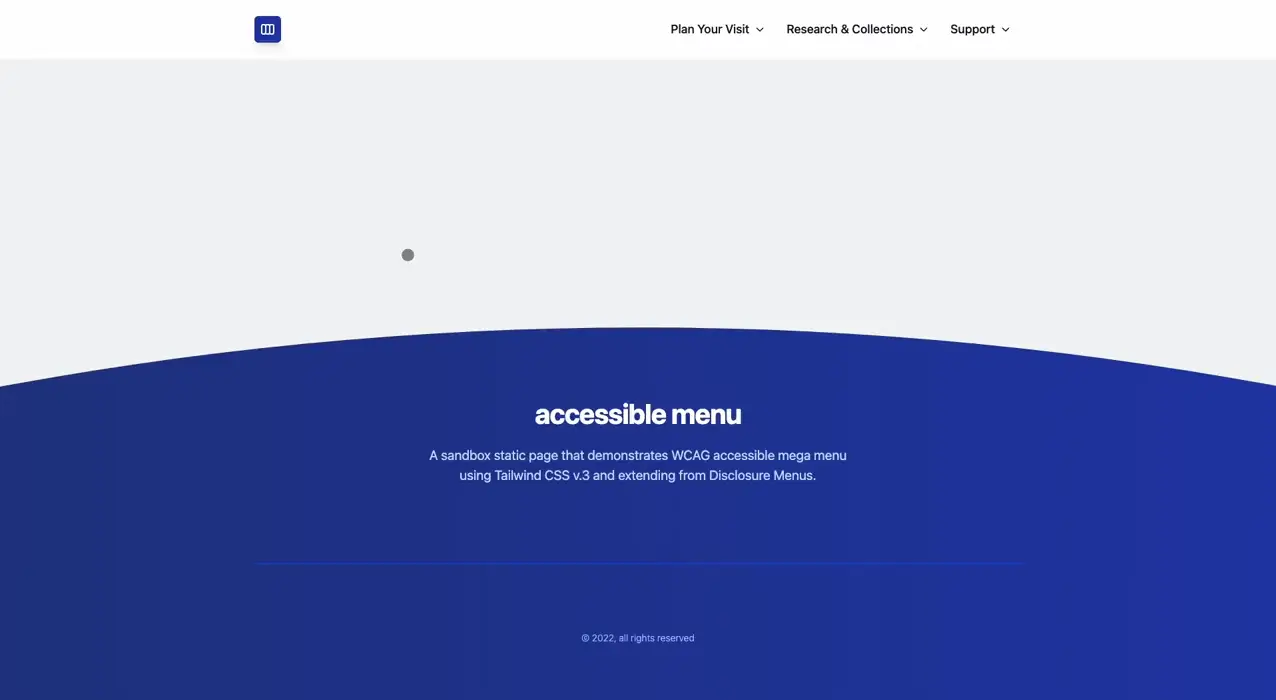 Plan Your Visit
Research & Collections
Support
accessible menu
A sandbox static page that demonstrates WCAG accessible mega menu
using Tailwind CSS v.3 and extending from Disclosure Menus.
© 2022, all rights reserved